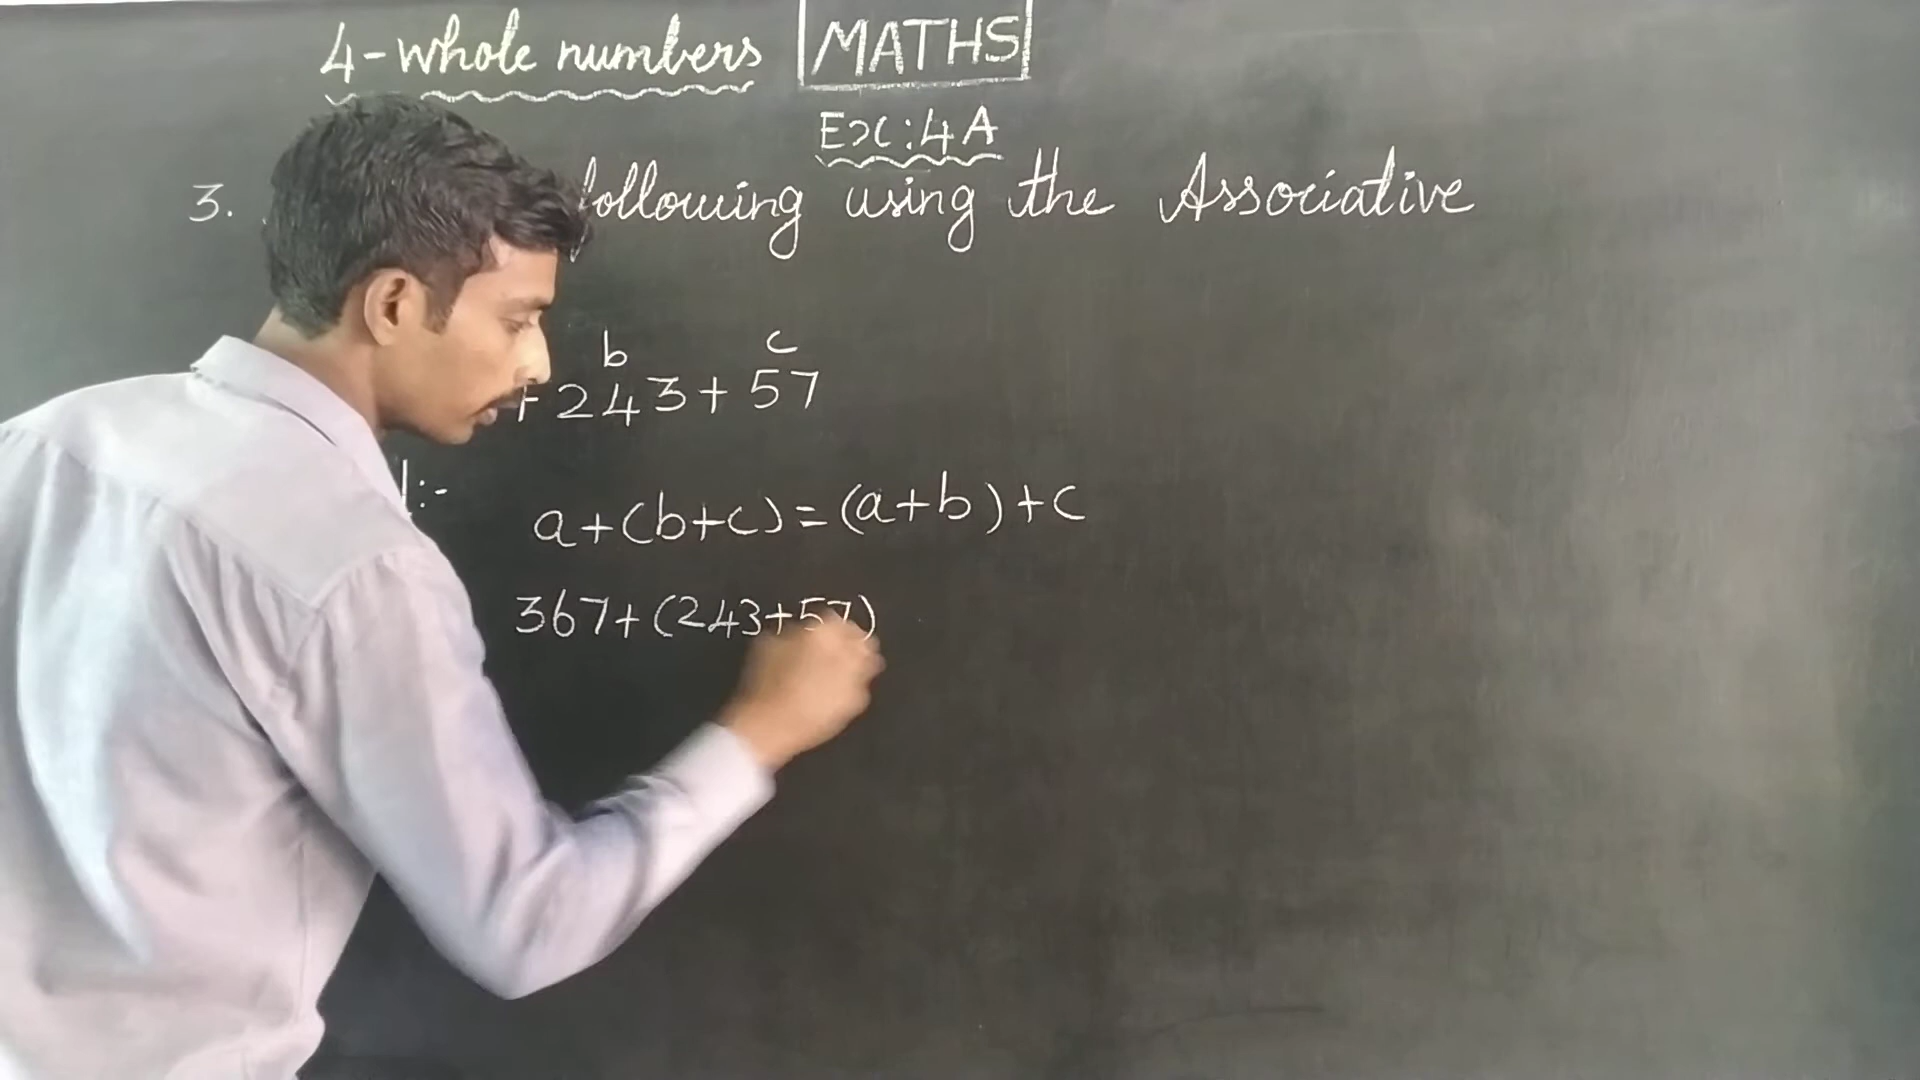 4-whole numbers MATHS
Ex:4A
3. following using the Associative
b c
+243+57
:-
a+(b+c)=(a+b)+c
367+(243+57)